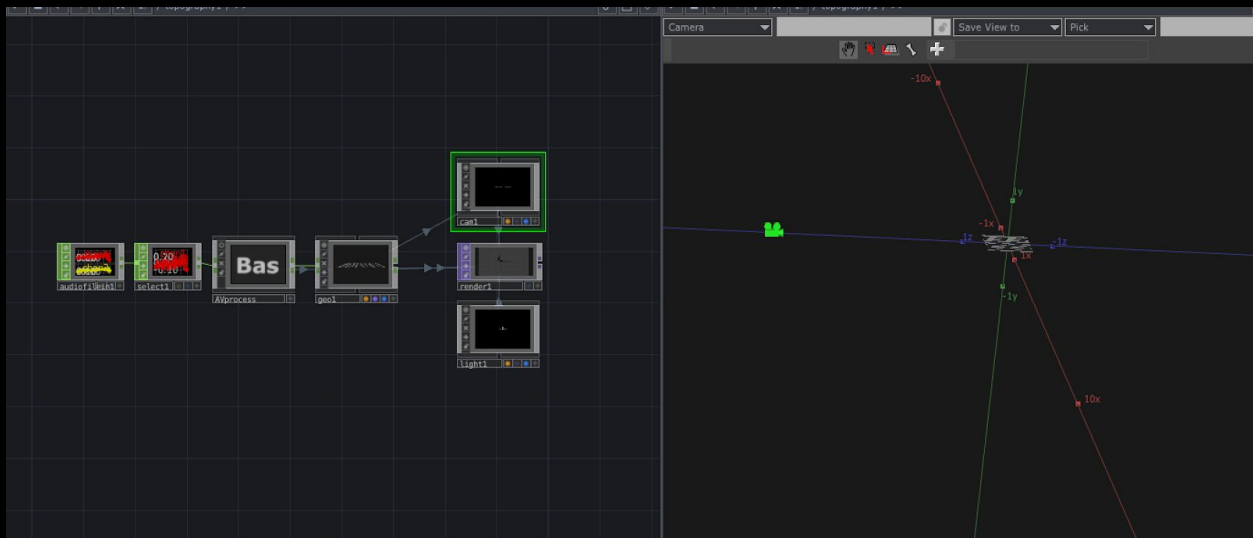 / topography1 /
Camera
Save View to
Pick
-10x
1y
-1x
1z
-1z
1x
-1y
10x
cam1
0.20
-0.10
Bas
audiofilein1
select1
AVprocess
geo1
render1
light1